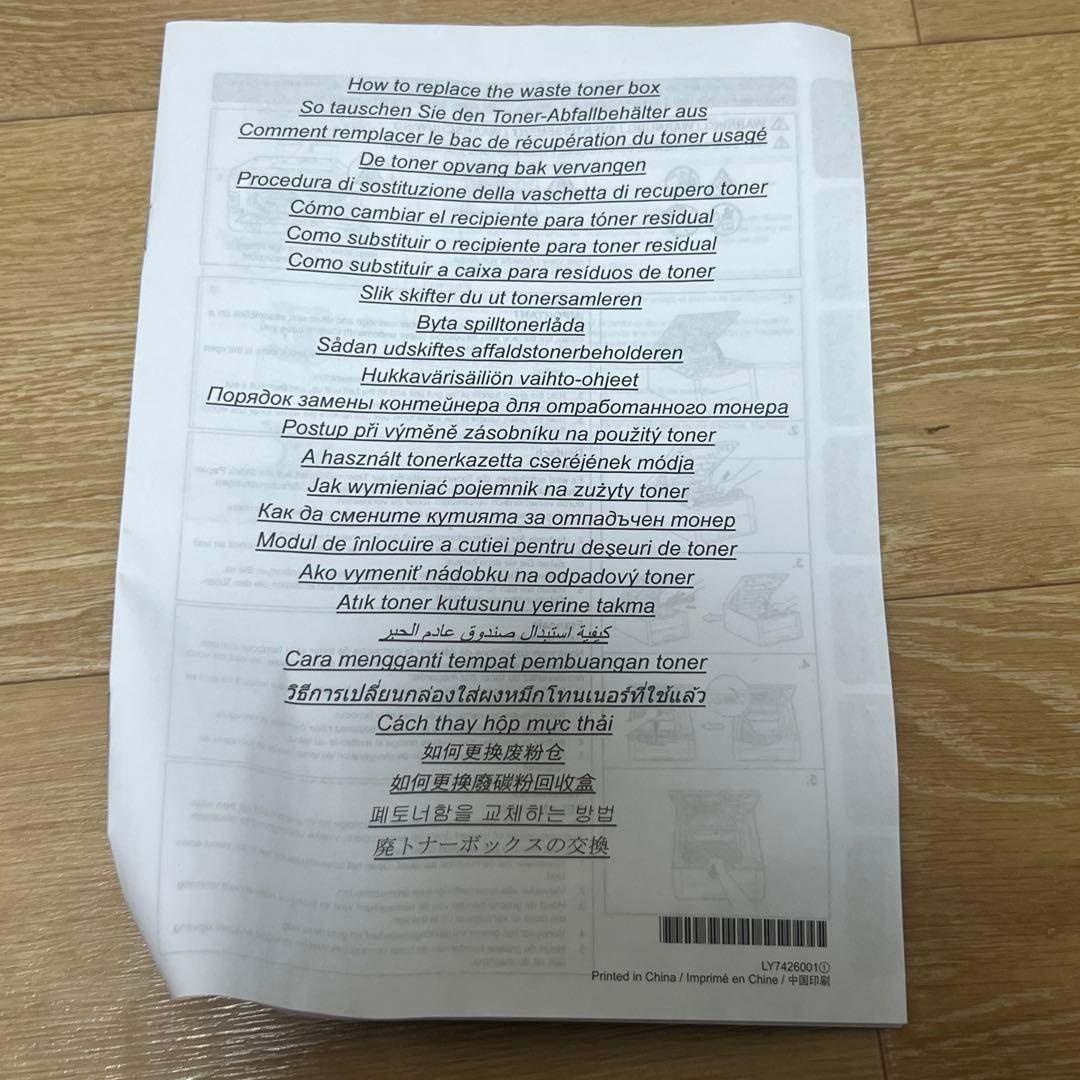 How to replace the waste toner box
So tauschen Sie den Toner-Abfallbehälter aus
Comment remplacer le bac de récupération du toner usagé
De toner opvang bak vervangen
Procedura di sostituzione della vaschetta di recupero toner
Cómo cambiar el recipiente para tóner residual
Como substituir o recipiente para toner residual
Como substituir a caixa para resíduos de toner
Slik skifter du ut tonersamleren
Byta spilltonerlåda
Sådan udskiftes affaldstonerbeholderen
Hukkavärisäiliön vaihto-ohjeet
Порядок замены контейнера для отработанного тонера
Postup při výměně zásobníku na použitý toner
A használt tonerkazetta cseréjének módja
Jak wymieniać pojemnik na zużyty toner
Как да смените кутията за отпадъчен тонер
Modul de înlocuire a cutiei pentru deşeuri de toner
Ako vymeniť nádobku na odpadový toner
Atık toner kutusunu yerine takma
كيفية استبدال صندوق عادم الحبر
Cara mengganti tempat pembuangan toner
วิธีการเปลี่ยนกล่องใส่ผงหมึกโทนเนอร์ที่ใช้แล้ว
Cách thay hộp mực thải
如何更换废粉仓
如何更換廢碳粉回收盒
폐토너함을 교체하는 방법
廃トナーボックスの交換
LY7426001①
Printed in China / Imprimé en Chine / 中国印刷